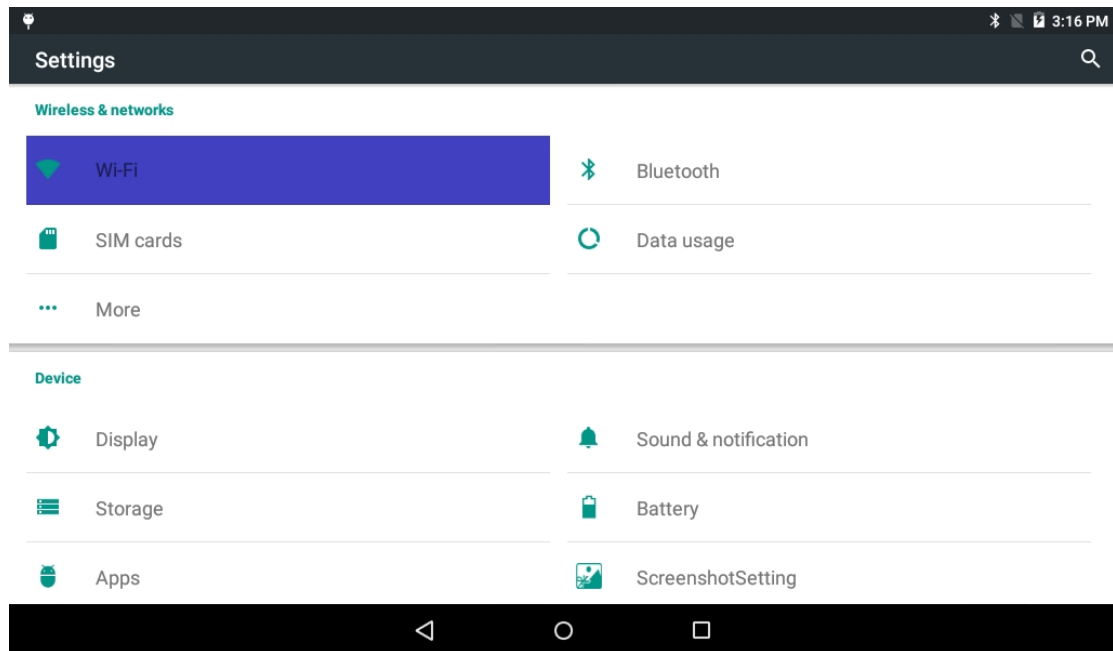 3:16 PM
Settings
Wireless & networks
Wi-Fi
Bluetooth
SIM cards
Data usage
More
Device
Display
Sound & notification
Storage
Battery
Apps
ScreenshotSetting